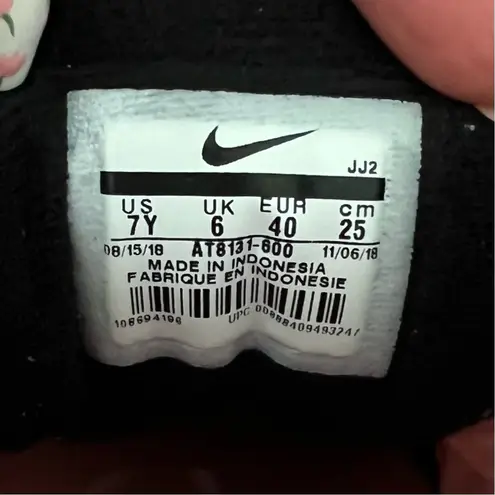 JJ2
US UK EUR cm
7Y 6 40 25
08/15/18 AT8131-600 11/06/18
MADE IN INDONESIA
FABRIQUE EN INDONESIE
108694196 UPC 00988409493247